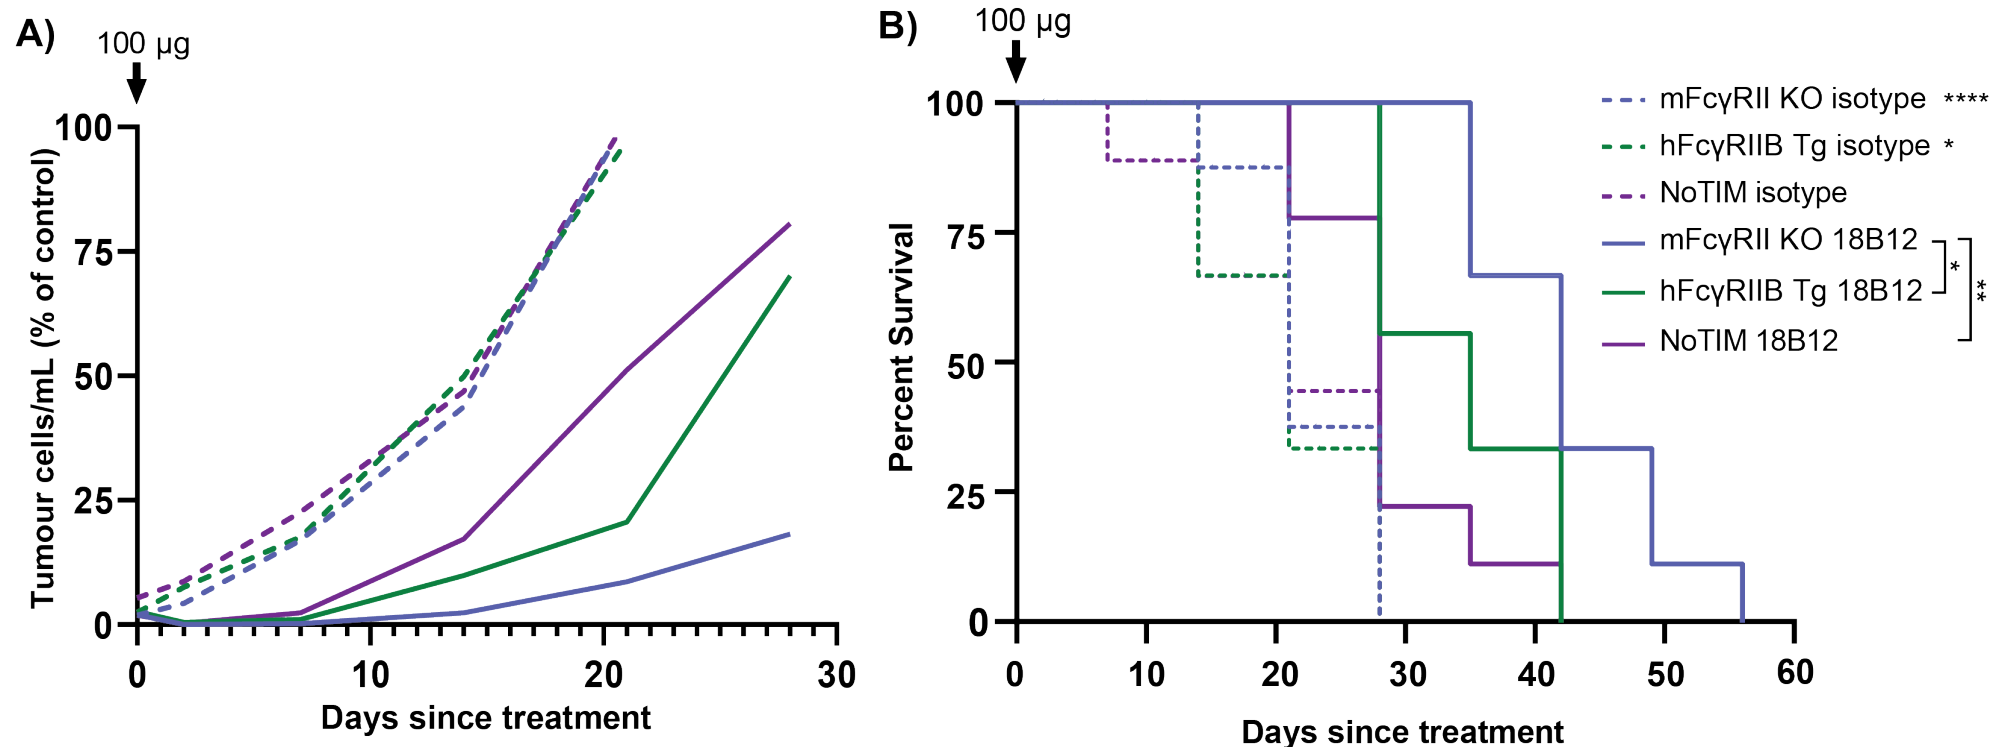 A)
100 µg
Tumour cells/mL (% of control)
100
75
50
25
0
0 10 20 30
Days since treatment
B)
100 µg
Percent Survival
100
75
50
25
0
0 10 20 30 40 50 60
Days since treatment
mFcγRII KO isotype ****
hFcγRIIB Tg isotype *
NoTIM isotype
mFcγRII KO 18B12
hFcγRIIB Tg 18B12
NoTIM 18B12
*
**